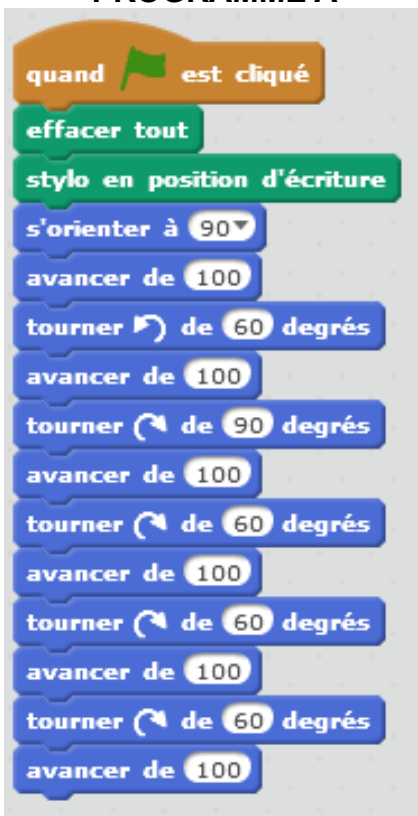 PROGRAMME A
quand est cliqué
effacer tout
stylo en position d'écriture
s'orienter à 90
avancer de 100
tourner de 60 degrés
avancer de 100
tourner de 90 degrés
avancer de 100
tourner de 60 degrés
avancer de 100
tourner de 60 degrés
avancer de 100
tourner de 60 degrés
avancer de 100